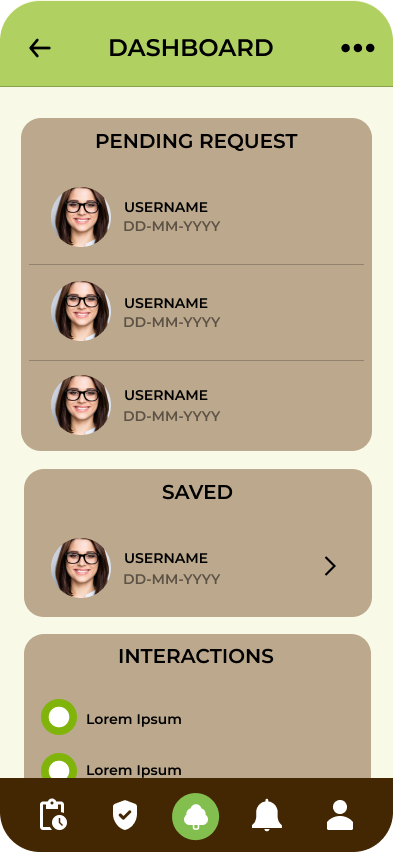 DASHBOARD
PENDING REQUEST
USERNAME
DD-MM-YYYY
USERNAME
DD-MM-YYYY
USERNAME
DD-MM-YYYY
SAVED
USERNAME
DD-MM-YYYY
INTERACTIONS
Lorem Ipsum
Lorem Ipsum